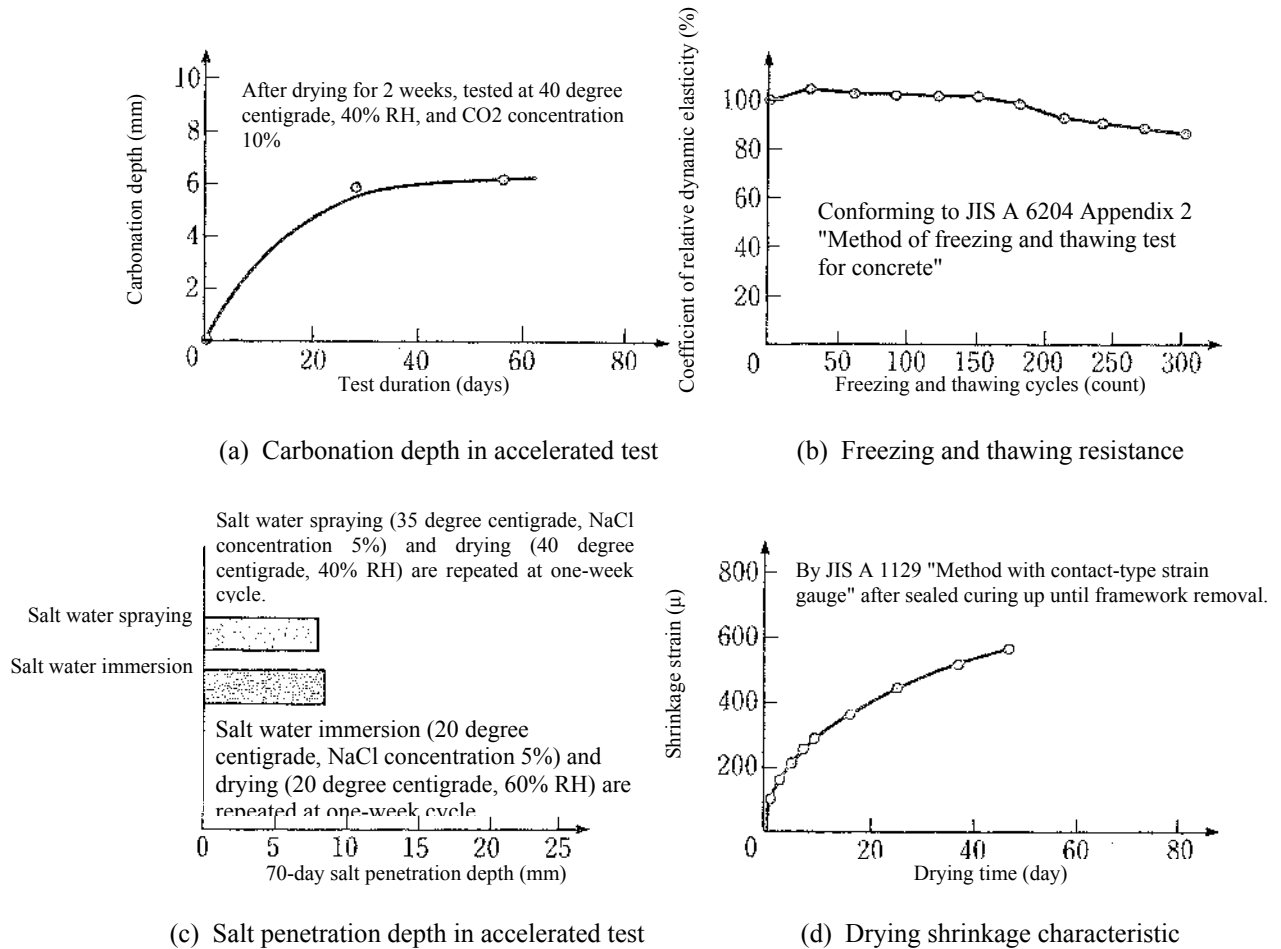 Carbonation depth (mm)
10
8
6
4
2
0
20
40
60
80
After drying for 2 weeks, tested at 40 degree
centigrade, 40% RH, and CO2 concentration
10%
Test duration (days)
(a) Carbonation depth in accelerated test
Coefficient of relative dynamic elasticity (%)
100
80
60
40
20
0
50
100
150
200
250
300
Conforming to JIS A 6204 Appendix 2
"Method of freezing and thawing test
for concrete"
Freezing and thawing cycles (count)
(b) Freezing and thawing resistance
Salt water spraying (35 degree centigrade, NaCl
concentration 5%) and drying (40 degree
centigrade, 40% RH) are repeated at one-week
cycle.
Salt water spraying
Salt water immersion
Salt water immersion (20 degree
centigrade, NaCl concentration 5%) and
drying (20 degree centigrade, 60% RH) are
repeated at one-week cycle
0
5
10
15
20
25
70-day salt penetration depth (mm)
(c) Salt penetration depth in accelerated test
Shrinkage strain (μ)
800
600
400
200
0
20
40
60
80
By JIS A 1129 "Method with contact-type strain
gauge" after sealed curing up until framework removal.
Drying time (day)
(d) Drying shrinkage characteristic